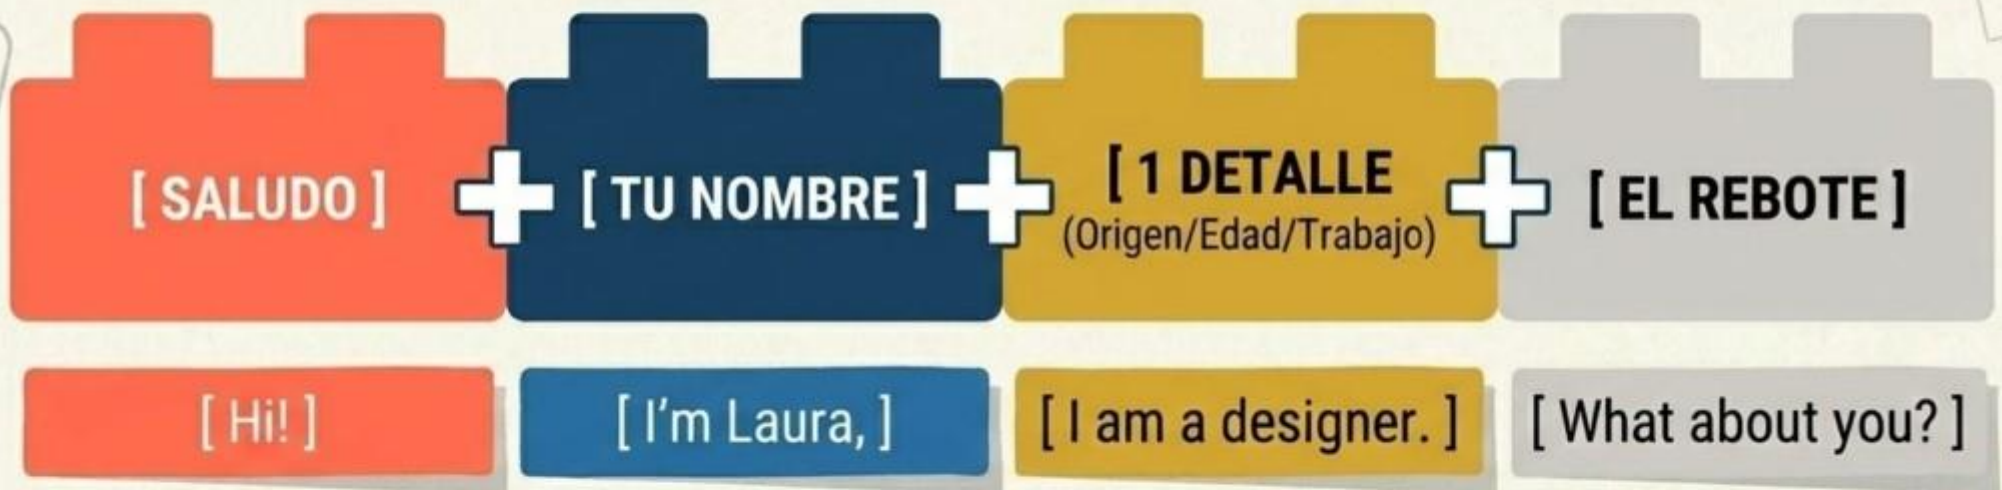 [ SALUDO ]
[ TU NOMBRE ]
[ 1 DETALLE
(Origen/Edad/Trabajo)
[ EL REBOTE ]
[ Hi! ]
[ I'm Laura, ]
[ I am a designer. ]
[ What about you? ]